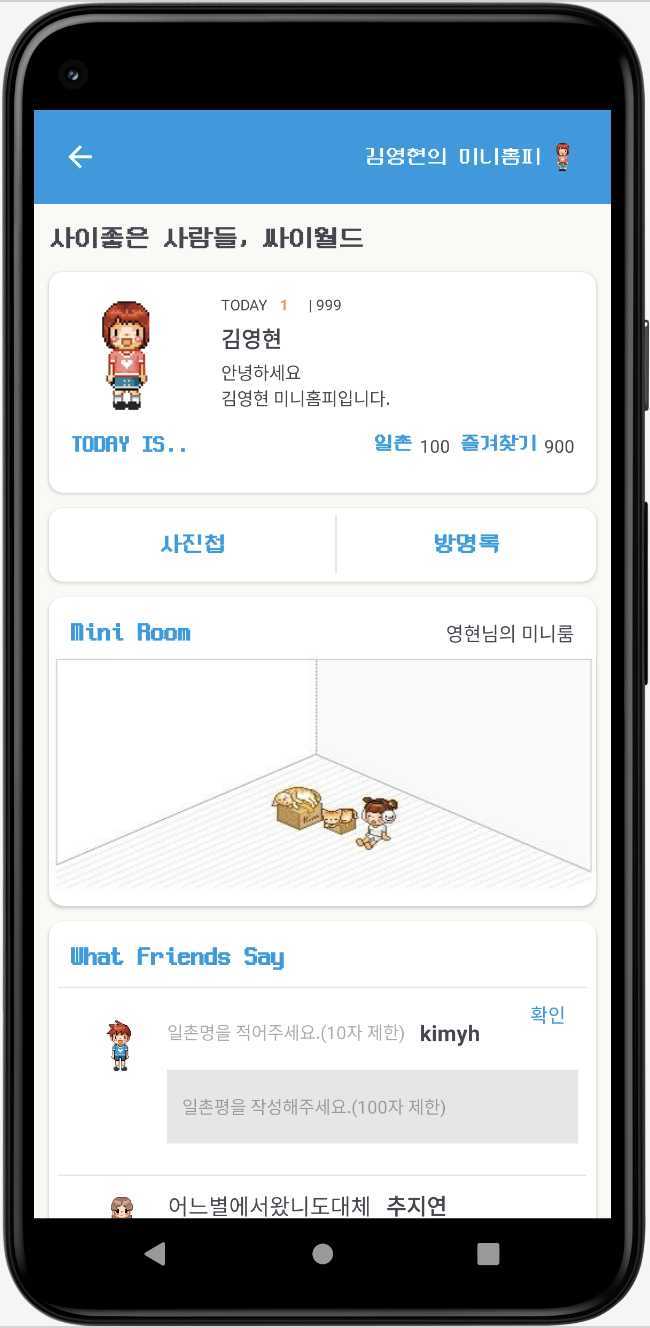 김영현의 미니홈피
사이좋은 사람들, 싸이월드
TODAY 1 | 999
김영현
안녕하세요
김영현 미니홈피입니다.
TODAY IS.. 일촌 100 즐겨찾기 900
사진첩 방명록
Mini Room 영현님의 미니룸
What Friends Say
확인
일촌명을 적어주세요.(10자 제한) kimyh
일촌평을 작성해주세요.(100자 제한)
어느별에서왔니도대체 추지연